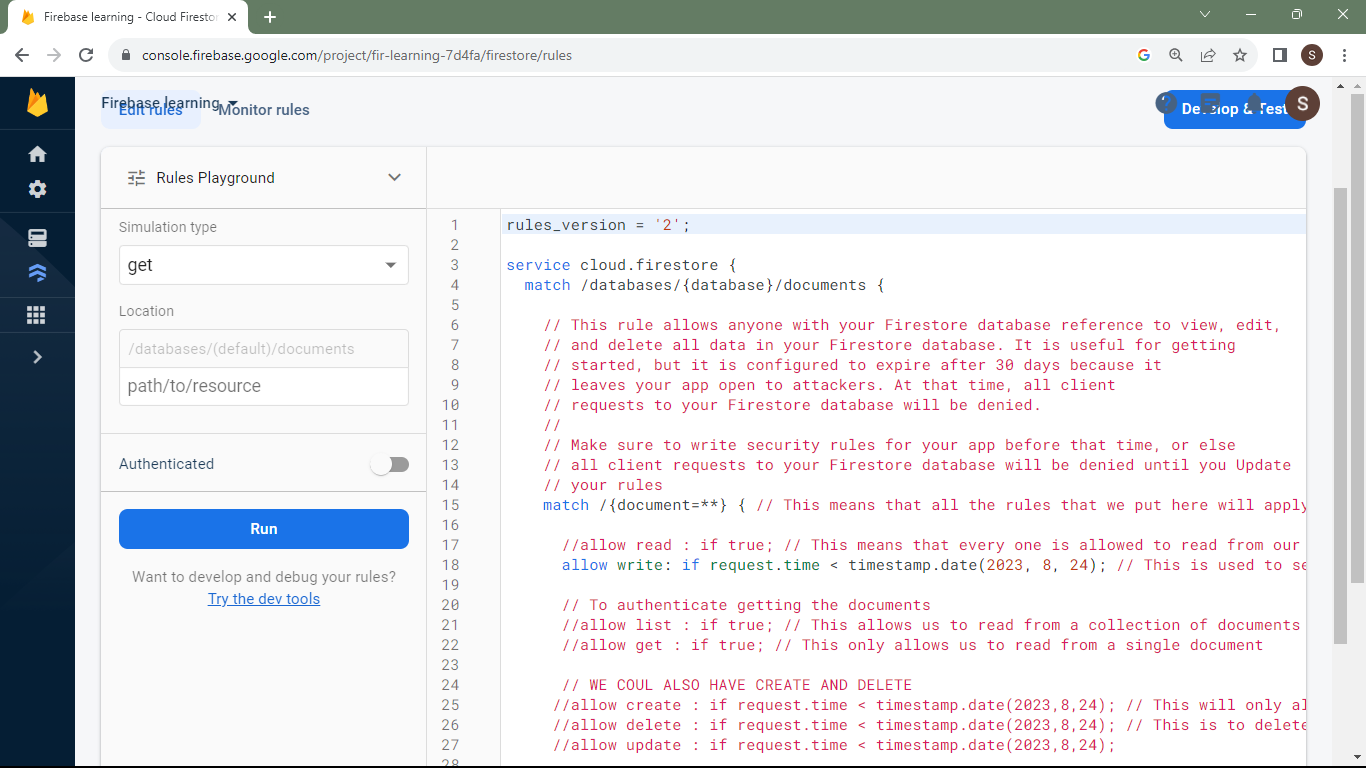 Firebase learning - Cloud Firestor
console.firebase.google.com/project/fir-learning-7d4fa/firestore/rules
S
Firebase learning
Edit rules
Monitor rules
Develop & Test
S
Rules Playground
Simulation type
get
Location
/databases/(default)/documents
path/to/resource
Authenticated
Run
Want to develop and debug your rules?
Try the dev tools
1 rules_version = '2';
2
3 service cloud.firestore {
4 match /databases/{database}/documents {
5
6 // This rule allows anyone with your Firestore database reference to view, edit,
7 // and delete all data in your Firestore database. It is useful for getting
8 // started, but it is configured to expire after 30 days because it
9 // leaves your app open to attackers. At that time, all client
10 // requests to your Firestore database will be denied.
11 //
12 // Make sure to write security rules for your app before that time, or else
13 // all client requests to your Firestore database will be denied until you Update
14 // your rules
15 match /{document=**} { // This means that all the rules that we put here will apply
16
17 //allow read : if true; // This means that every one is allowed to read from our
18 allow write: if request.time < timestamp.date(2023, 8, 24); // This is used to se
19
20 // To authenticate getting the documents
21 //allow list : if true; // This allows us to read from a collection of documents
22 //allow get : if true; // This only allows us to read from a single document
23
24 // WE COUL ALSO HAVE CREATE AND DELETE
25 //allow create : if request.time < timestamp.date(2023,8,24); // This will only al
26 //allow delete : if request.time < timestamp.date(2023,8,24); // This is to delete
27 //allow update : if request.time < timestamp.date(2023,8,24);
28